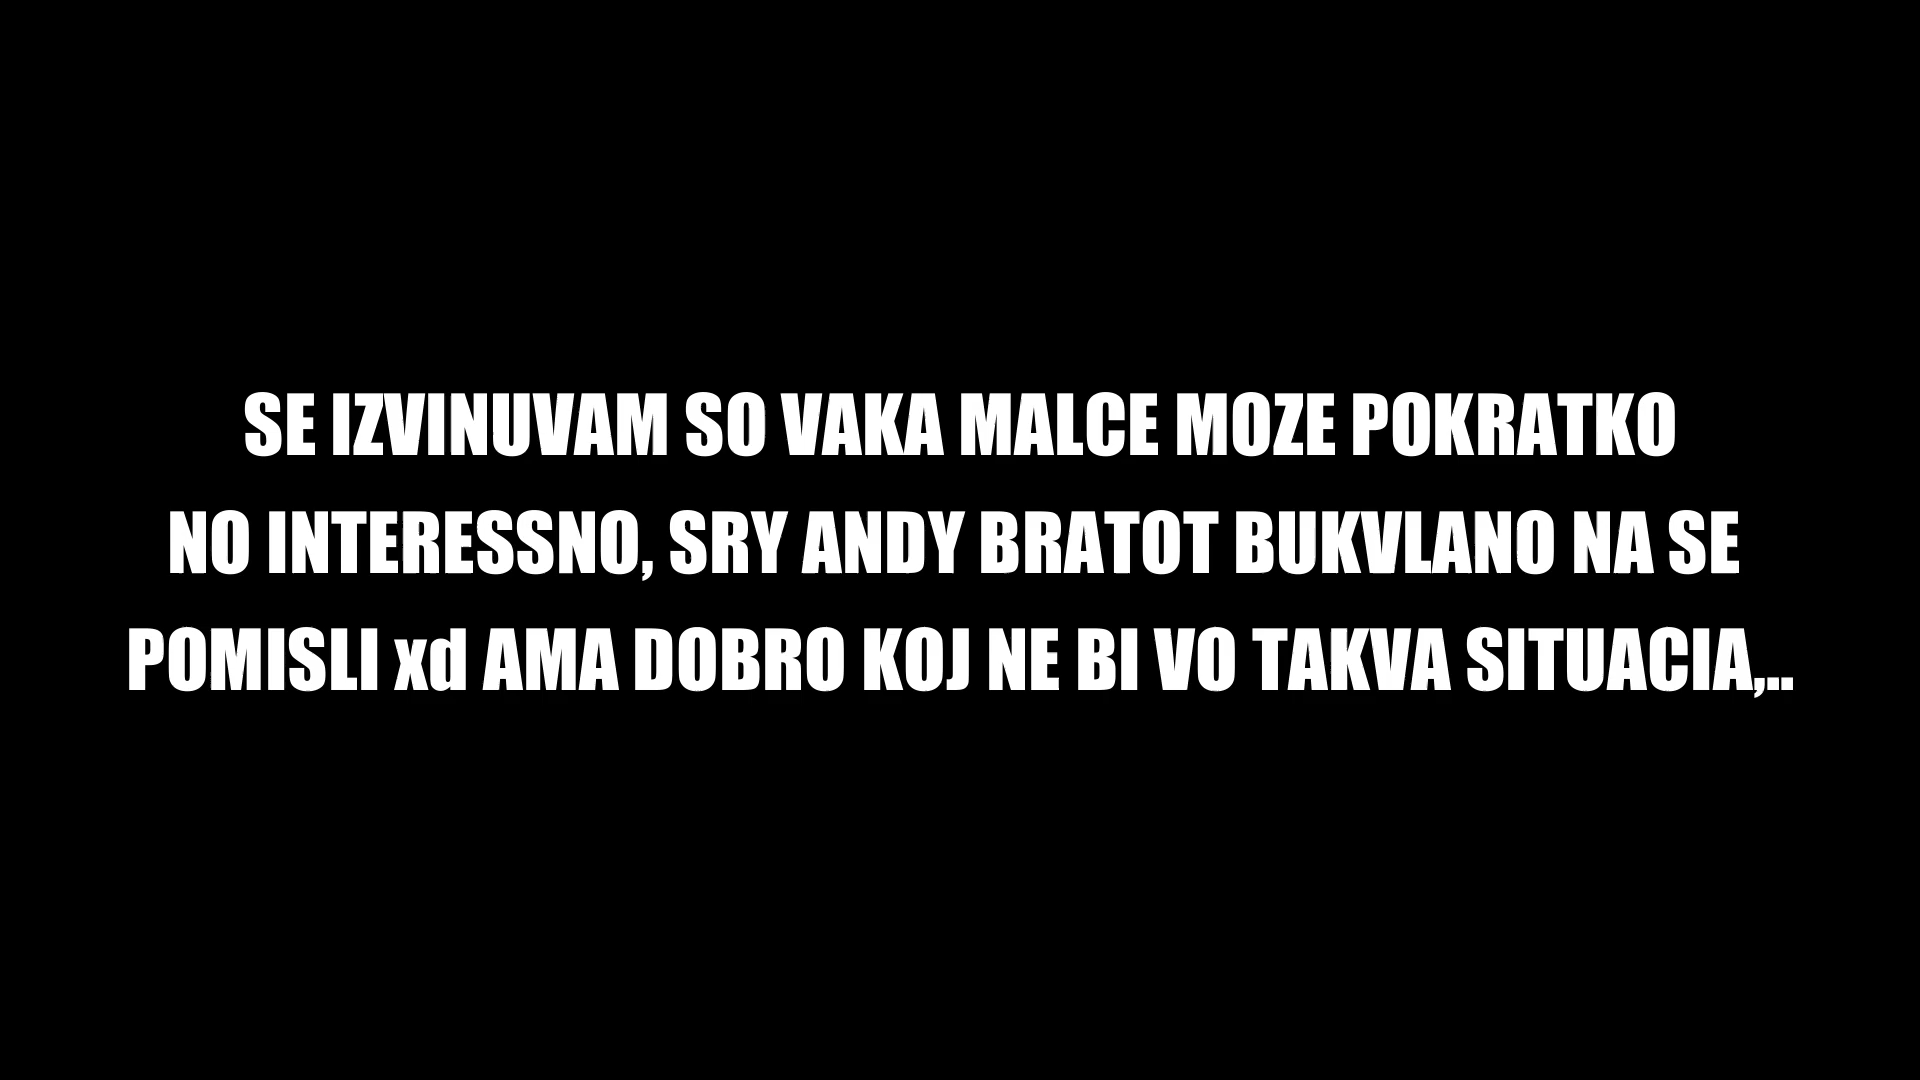 SE IZVINUVAM SO VAKA MALCE MOZE POKRATKO
NO INTERESSNO, SRY ANDY BRATOT BUKVLANO NA SE
POMISLI xd AMA DOBRO KOJ NE BI VO TAKVA SITUACIA,..